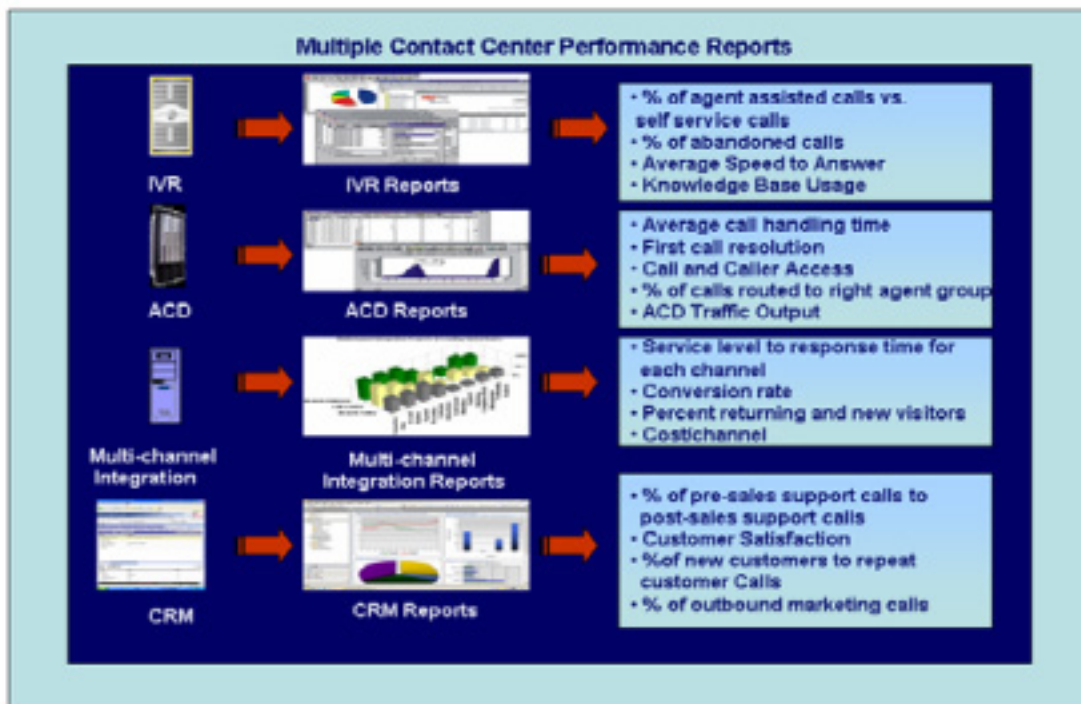 Multiple Contact Center Performance Reports
IVR
IVR Reports
• % of agent assisted calls vs.
self service calls
• % of abandoned calls
• Average Speed to Answer
• Knowledge Base Usage
ACD
ACD Reports
• Average call handling time
• First call resolution
• Call and Caller Access
• % of calls routed to right agent group
• ACD Traffic Output
Multi-channel
Integration
Multi-channel
Integration Reports
• Service level to response time for
each channel
• Conversion rate
• Percent returning and new visitors
• Cost/channel
CRM
CRM Reports
• % of pre-sales support calls to
post-sales support calls
• Customer Satisfaction
• %of new customers to repeat
customer Calls
• % of outbound marketing calls